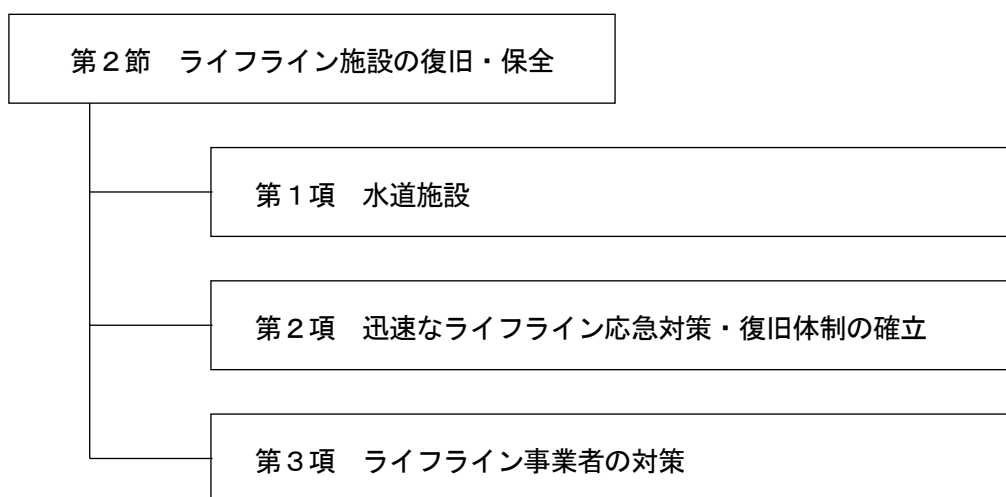 第２節　ライフライン施設の復旧・保全
第１項　水道施設
第２項　迅速なライフライン応急対策・復旧体制の確立
第３項　ライフライン事業者の対策